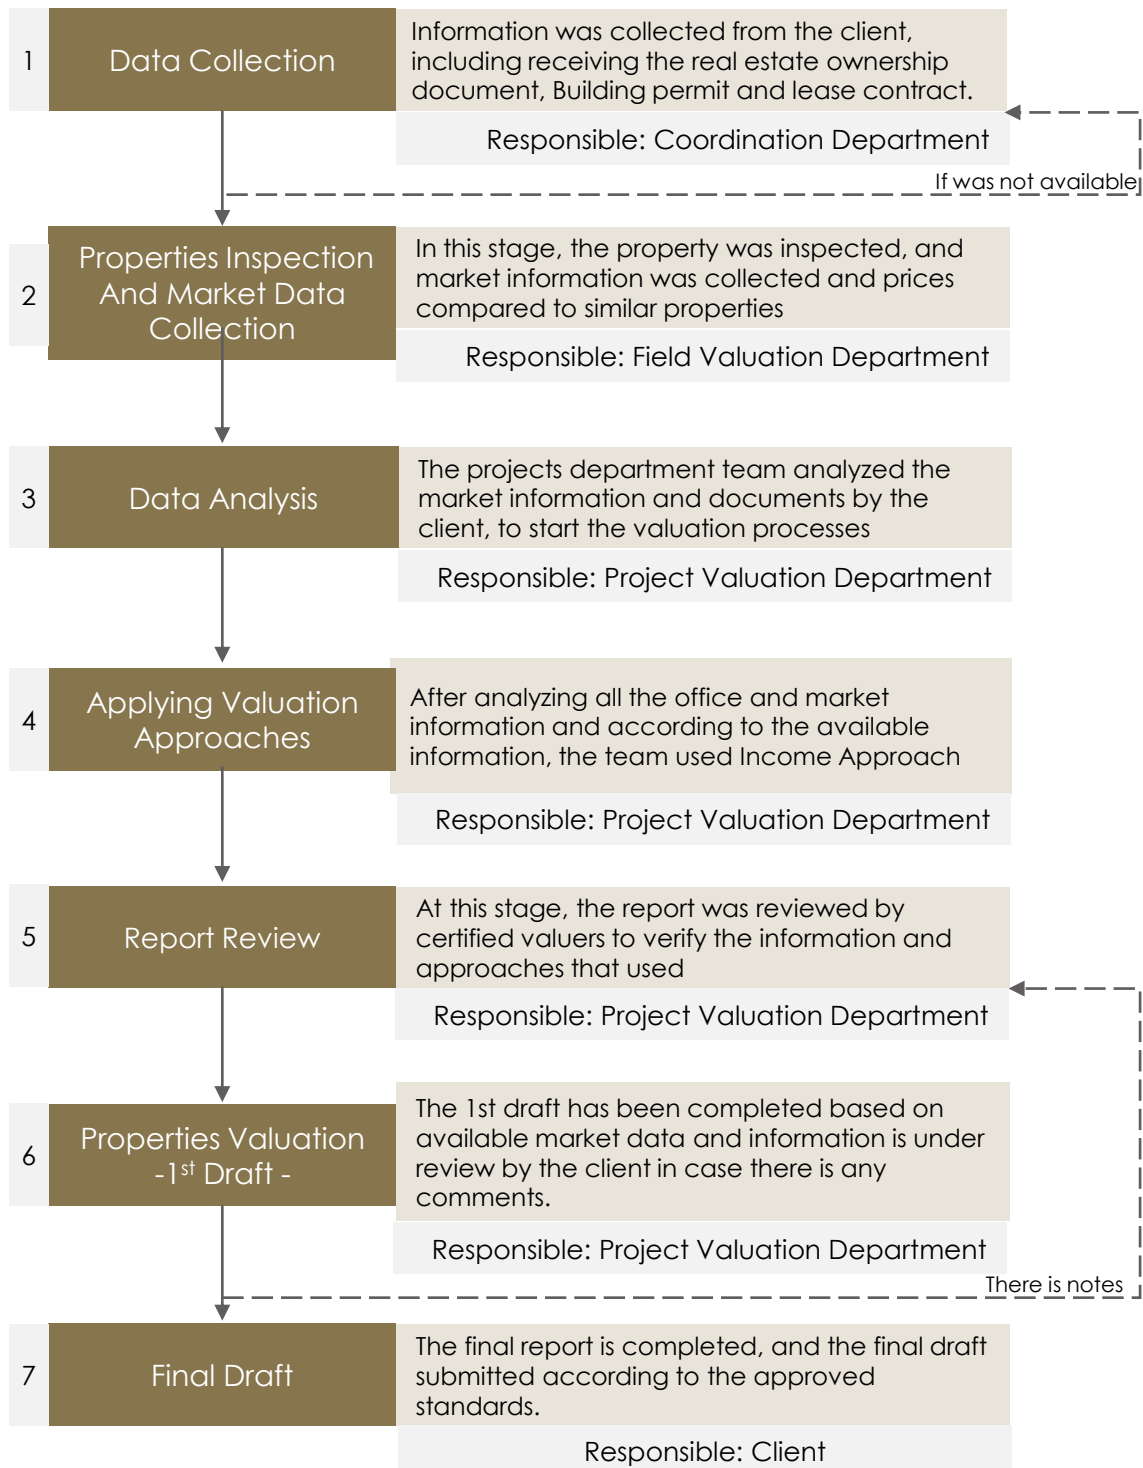 1
Data Collection
Information was collected from the client,
including receiving the real estate ownership
document, Building permit and lease contract.
Responsible: Coordination Department
If was not available
2
Properties Inspection
And Market Data
Collection
In this stage, the property was inspected, and
market information was collected and prices
compared to similar properties
Responsible: Field Valuation Department
3
Data Analysis
The projects department team analyzed the
market information and documents by the
client, to start the valuation processes
Responsible: Project Valuation Department
4
Applying Valuation
Approaches
After analyzing all the office and market
information and according to the available
information, the team used Income Approach
Responsible: Project Valuation Department
5
Report Review
At this stage, the report was reviewed by
certified valuers to verify the information and
approaches that used
Responsible: Project Valuation Department
6
Properties Valuation
-1st Draft -
The 1st draft has been completed based on
available market data and information is under
review by the client in case there is any
comments.
Responsible: Project Valuation Department
There is notes
7
Final Draft
The final report is completed, and the final draft
submitted according to the approved
standards.
Responsible: Client